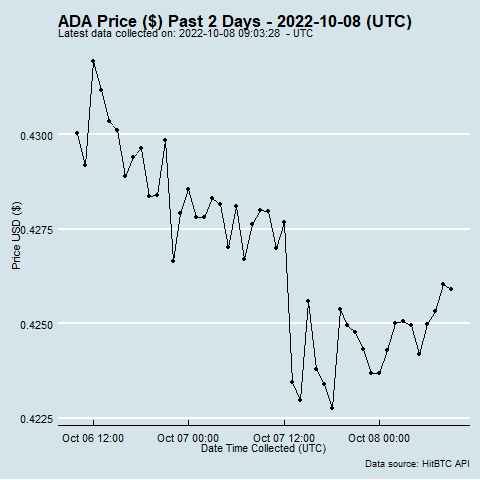 ADA Price ($) Past 2 Days - 2022-10-08 (UTC)
Latest data collected on: 2022-10-08 09:03:28  - UTC
0.4300
0.4275
0.4250
0.4225
Price USD ($)
Oct 06 12:00
Oct 07 00:00
Oct 07 12:00
Oct 08 00:00
Date Time Collected (UTC)
Data source: HitBTC API